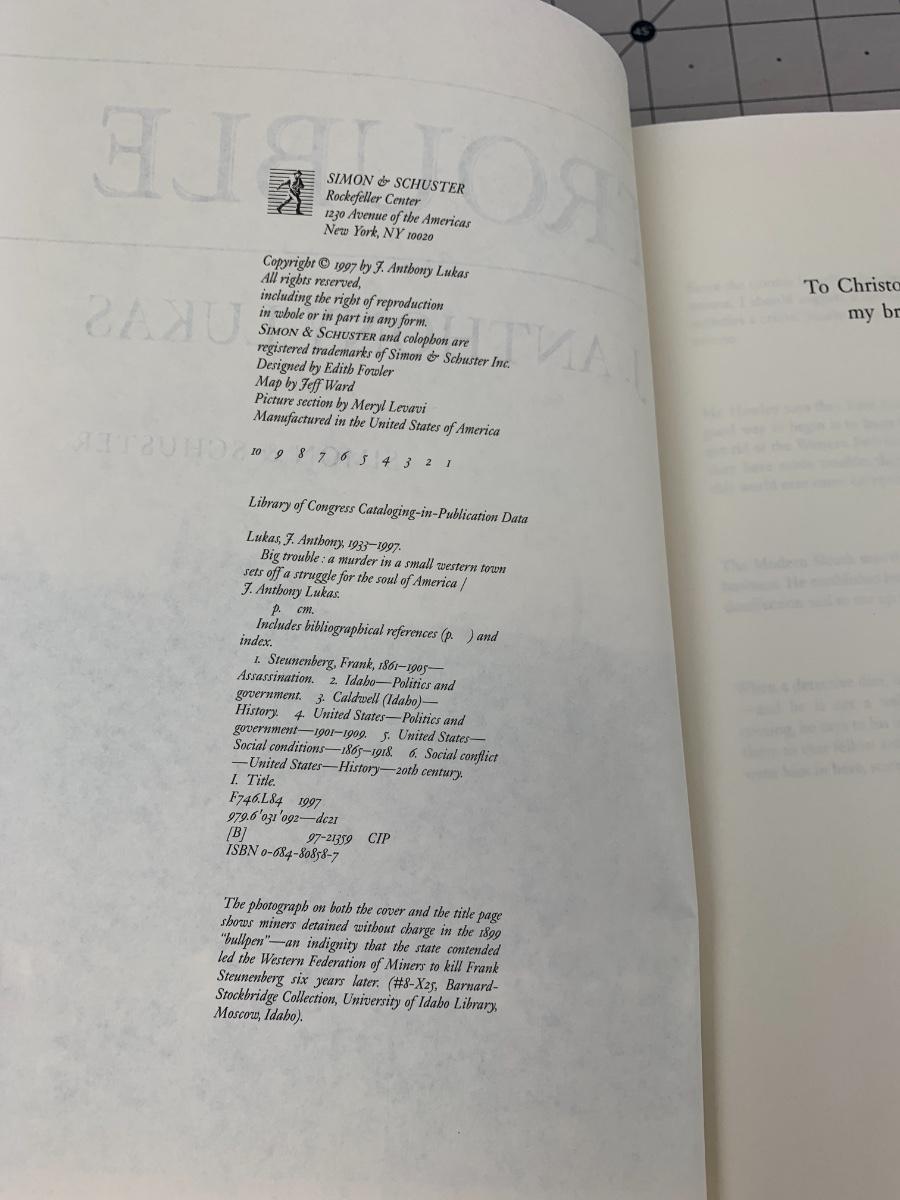 45°
SIMON & SCHUSTER
Rockefeller Center
1230 Avenue of the Americas
New York, NY 10020
Copyright © 1997 by J. Anthony Lukas
All rights reserved,
including the right of reproduction
in whole or in part in any form.
SIMON & SCHUSTER and colophon are
registered trademarks of Simon & Schuster Inc.
Designed by Edith Fowler
Map by Jeff Ward
Picture section by Meryl Levavi
Manufactured in the United States of America
10 9 8 7 6 5 4 3 2 1
Library of Congress Cataloging-in-Publication Data
Lukas, J. Anthony, 1933–1997.
Big trouble : a murder in a small western town
sets off a struggle for the soul of America /
J. Anthony Lukas.
p. cm.
Includes bibliographical references (p. ) and
index.
1. Steunenberg, Frank, 1861–1905—
Assassination. 2. Idaho—Politics and
government. 3. Caldwell (Idaho)—
History. 4. United States—Politics and
government—1901–1909. 5. United States—
Social conditions—1865–1918. 6. Social conflict
—United States—History—20th century.
I. Title.
F746.L84 1997
979.6'031'092—dc21
[B] 97-21359 CIP
ISBN 0-684-80858-7
The photograph on both the cover and the title page
shows miners detained without charge in the 1899
“bullpen”—an indignity that the state contended
led the Western Federation of Miners to kill Frank
Steunenberg six years later. (#8-X25, Barnard-
Stockbridge Collection, University of Idaho Library,
Moscow, Idaho).
To Christo
my br